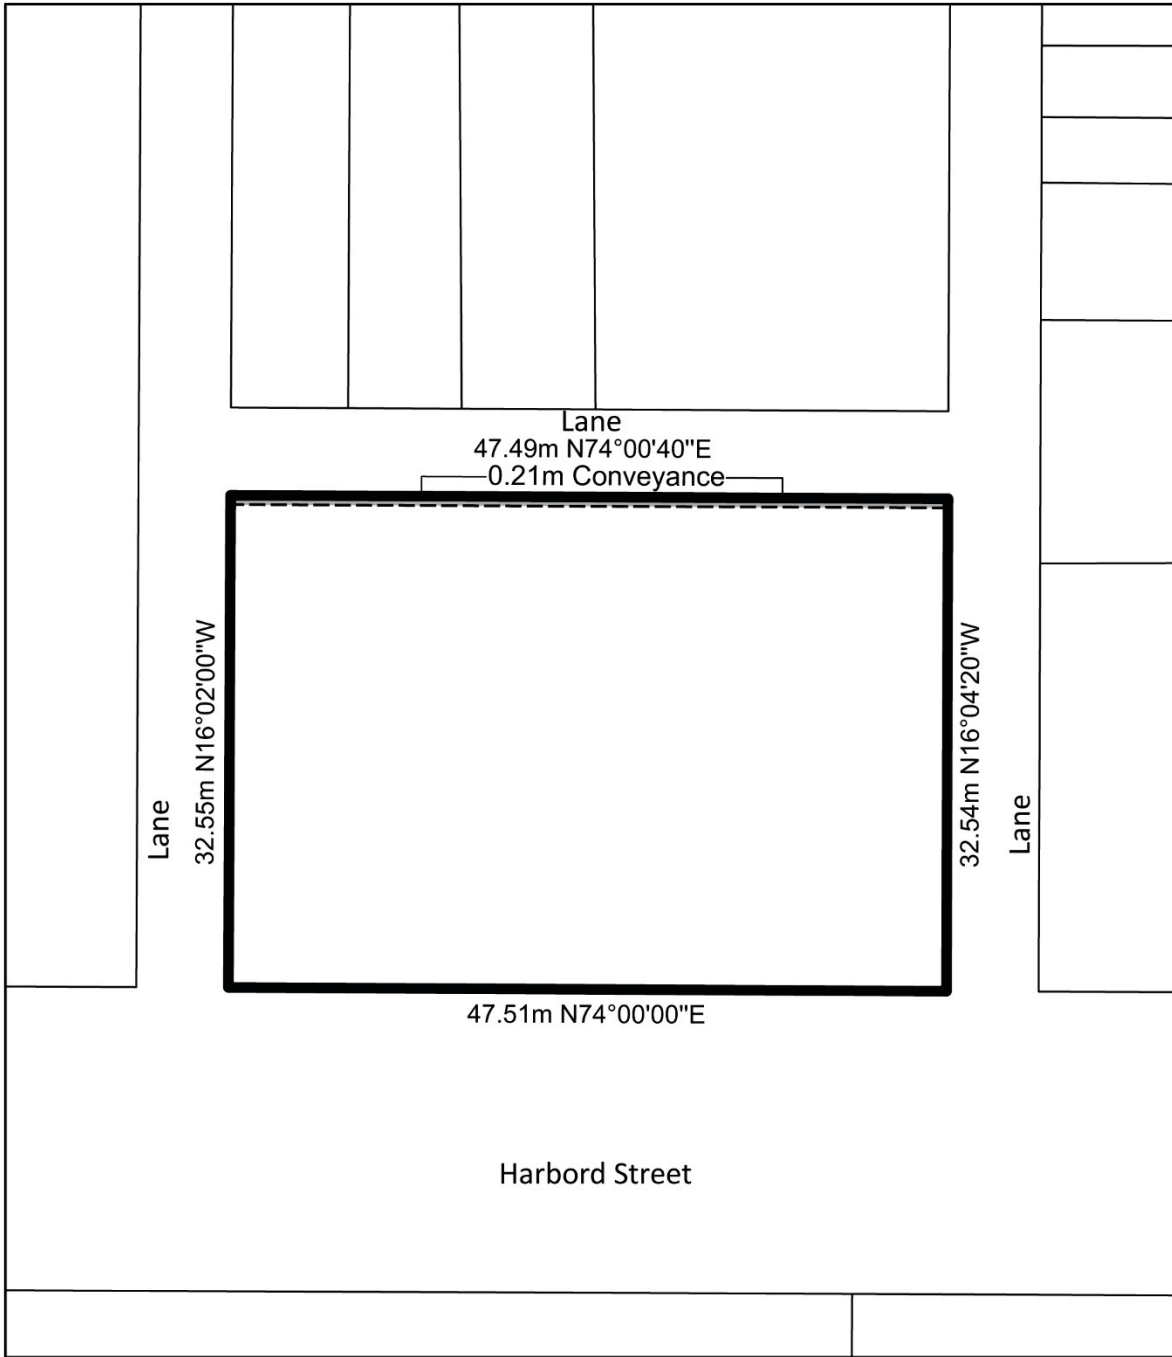 Lane
47.49m N74°00'40"E
0.21m Conveyance
32.55m N16°02'00"W
32.54m N16°04'20"W
Lane
Lane
47.51m N74°00'00"E
Harbord Street